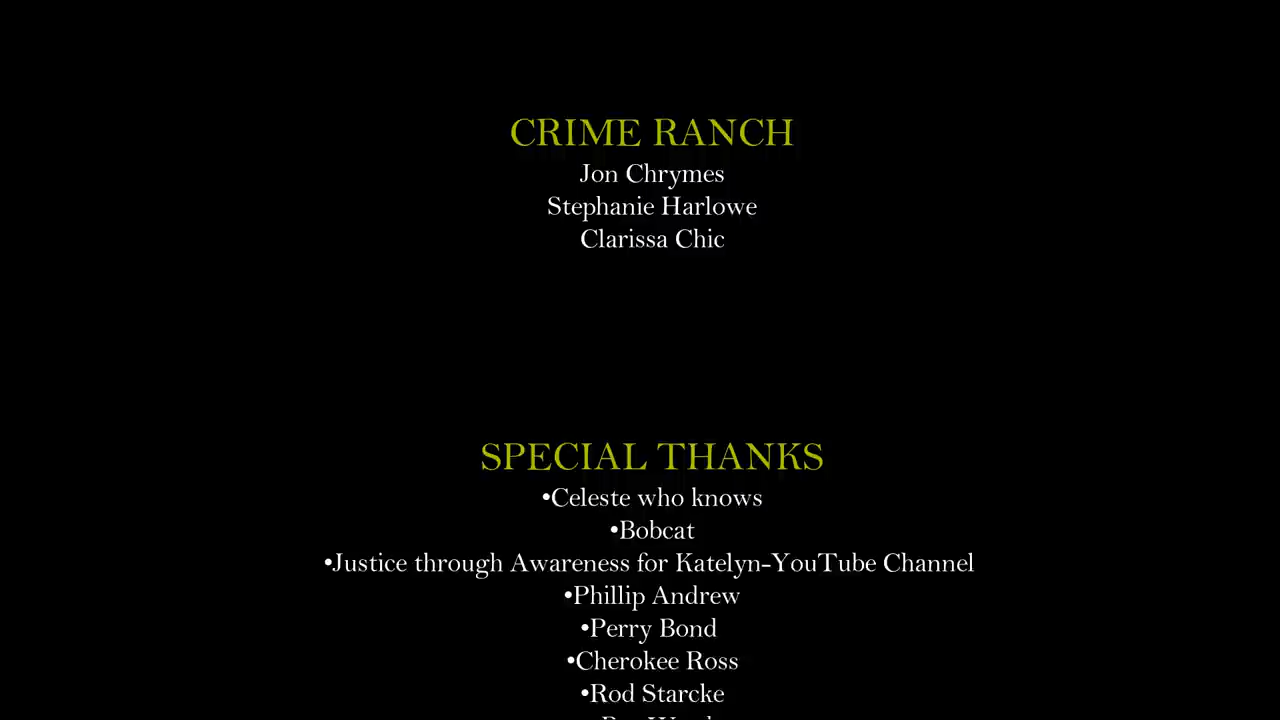 CRIME RANCH
Jon Chrymes
Stephanie Harlowe
Clarissa Chic
SPECIAL THANKS
•Celeste who knows
•Bobcat
•Justice through Awareness for Katelyn-YouTube Channel
•Phillip Andrew
•Perry Bond
•Cherokee Ross
•Rod Starcke